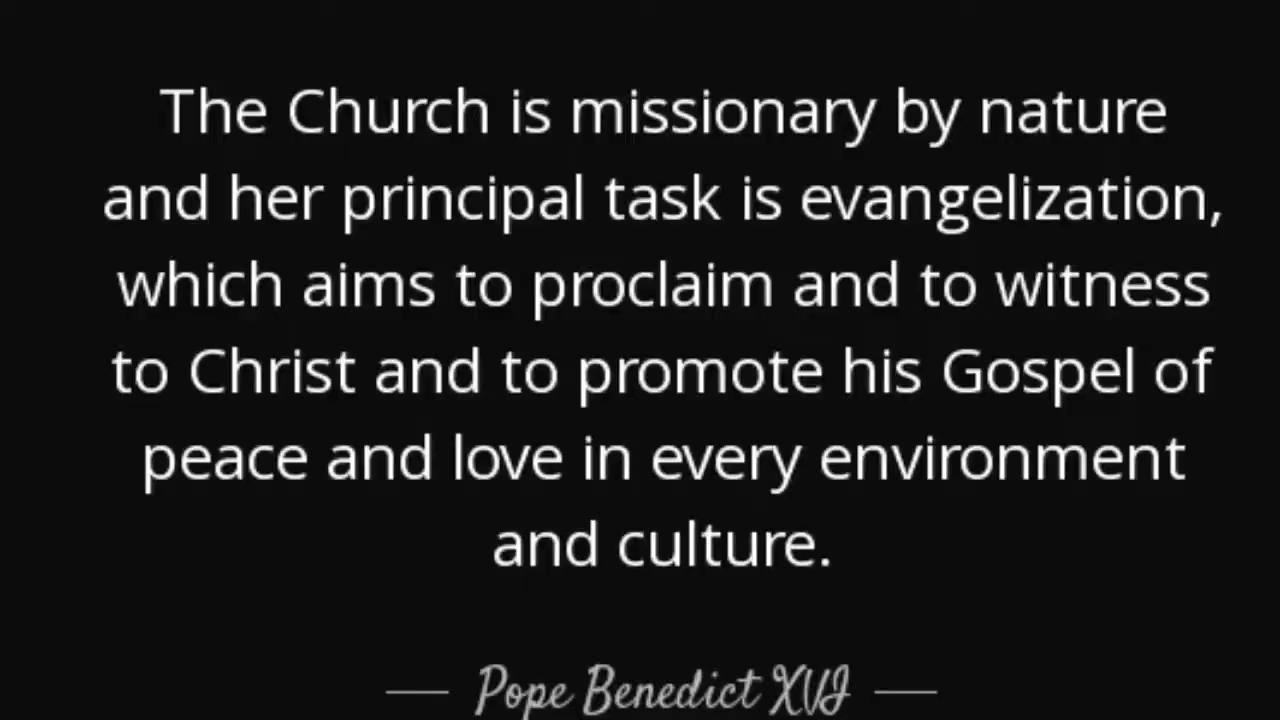 The Church is missionary by nature
and her principal task is evangelization,
which aims to proclaim and to witness
to Christ and to promote his Gospel of
peace and love in every environment
and culture.
— Pope Benedict XVI —